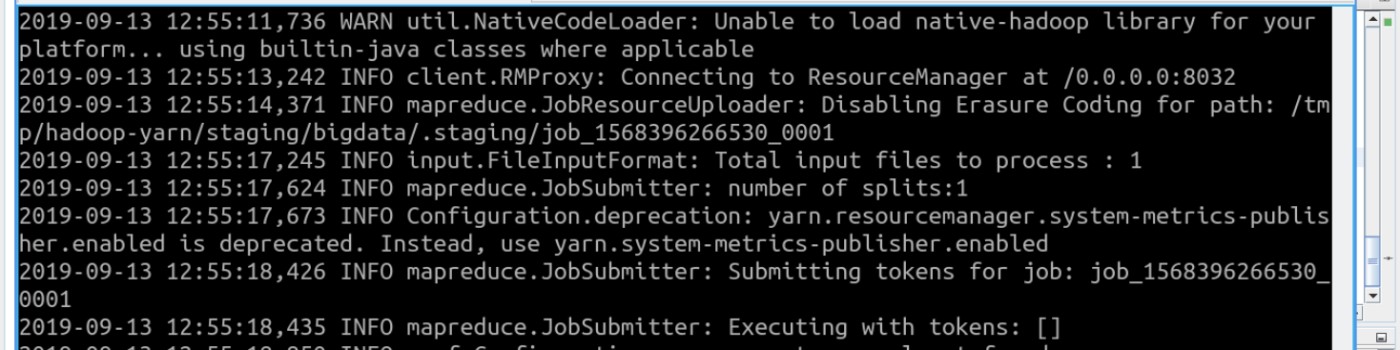 2019-09-13 12:55:11,736 WARN util.NativeCodeLoader: Unable to load native-hadoop library for your
platform... using builtin-java classes where applicable
2019-09-13 12:55:13,242 INFO client.RMProxy: Connecting to ResourceManager at /0.0.0.0:8032
2019-09-13 12:55:14,371 INFO mapreduce.JobResourceUploader: Disabling Erasure Coding for path: /tm
p/hadoop-yarn/staging/bigdata/.staging/job_1568396266530_0001
2019-09-13 12:55:17,245 INFO input.FileInputFormat: Total input files to process : 1
2019-09-13 12:55:17,624 INFO mapreduce.JobSubmitter: number of splits:1
2019-09-13 12:55:17,673 INFO Configuration.deprecation: yarn.resourcemanager.system-metrics-publis
her.enabled is deprecated. Instead, use yarn.system-metrics-publisher.enabled
2019-09-13 12:55:18,426 INFO mapreduce.JobSubmitter: Submitting tokens for job: job_1568396266530_
0001
2019-09-13 12:55:18,435 INFO mapreduce.JobSubmitter: Executing with tokens: []